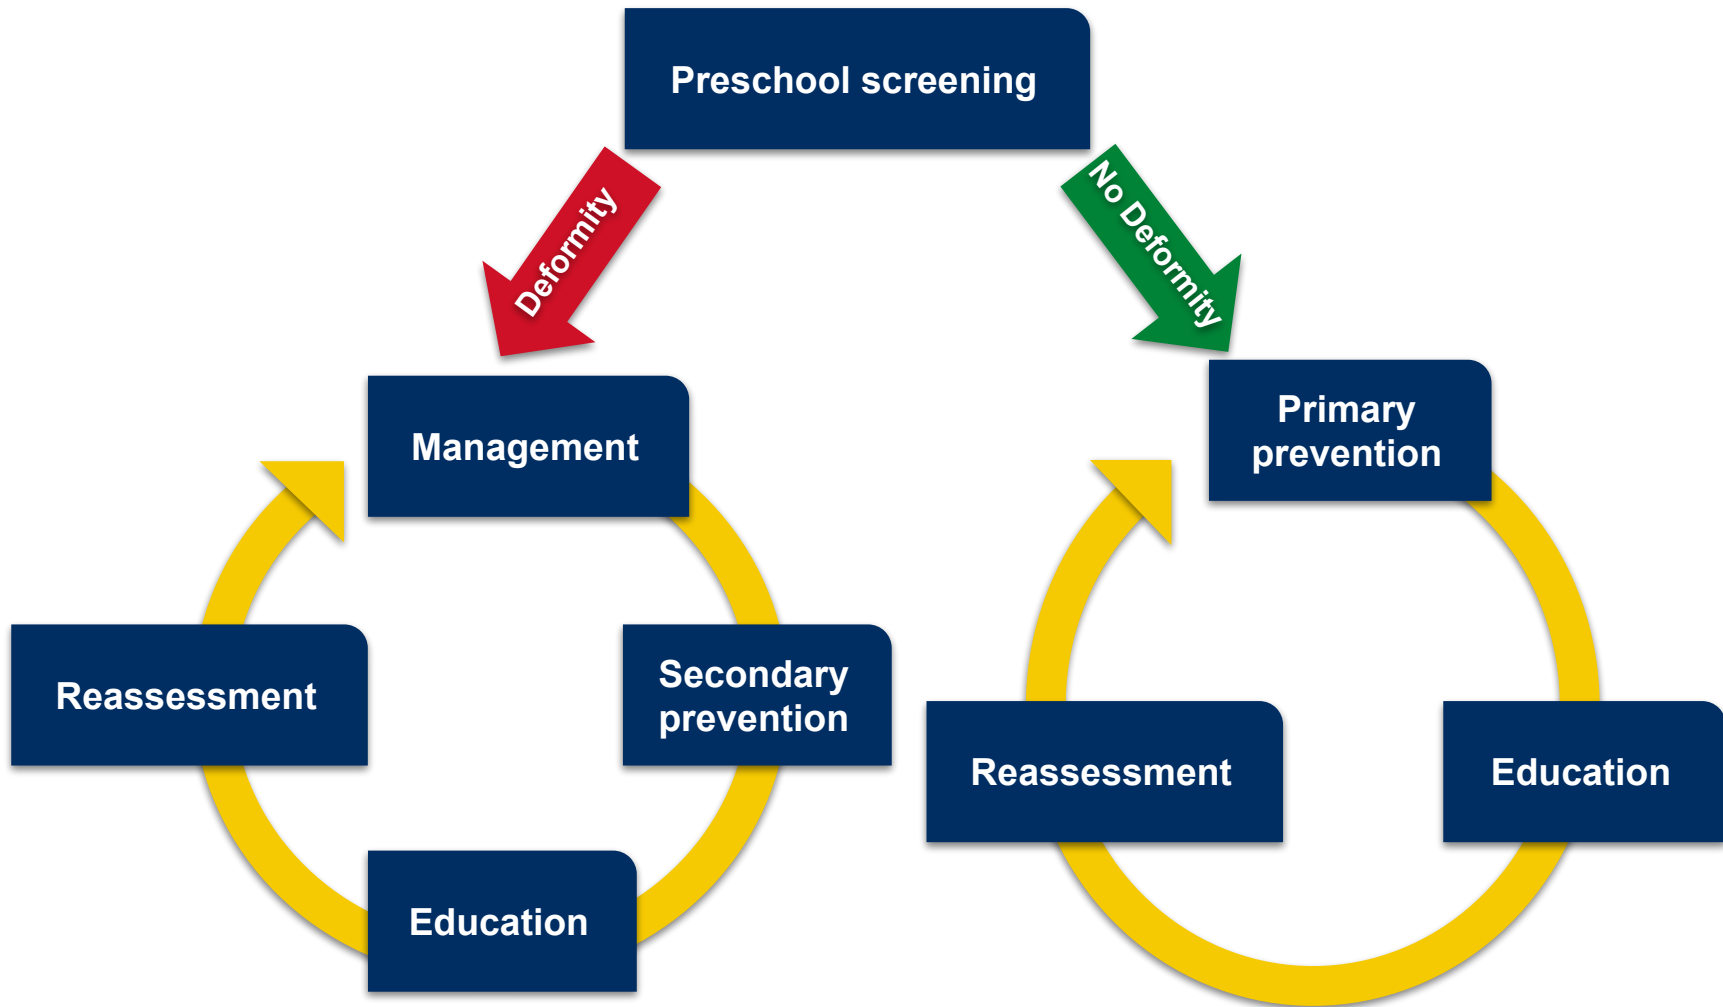 Preschool screening
Deformity
No Deformity
Management
Primary
prevention
Reassessment
Secondary
prevention
Reassessment
Education
Education